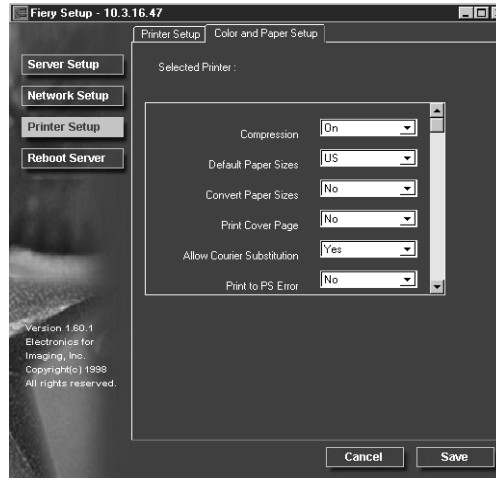 Fiery Setup - 10.3.16.47
Printer Setup
Color and Paper Setup
Server Setup
Network Setup
Printer Setup
Reboot Server
Selected Printer :
Compression
On
Default Paper Sizes
US
Convert Paper Sizes
No
Print Cover Page
No
Allow Courier Substitution
Yes
Print to PS Error
No
Version 1.60.1
Electronics for
Imaging, Inc.
Copyright(c) 1998
All rights reserved.
Cancel
Save